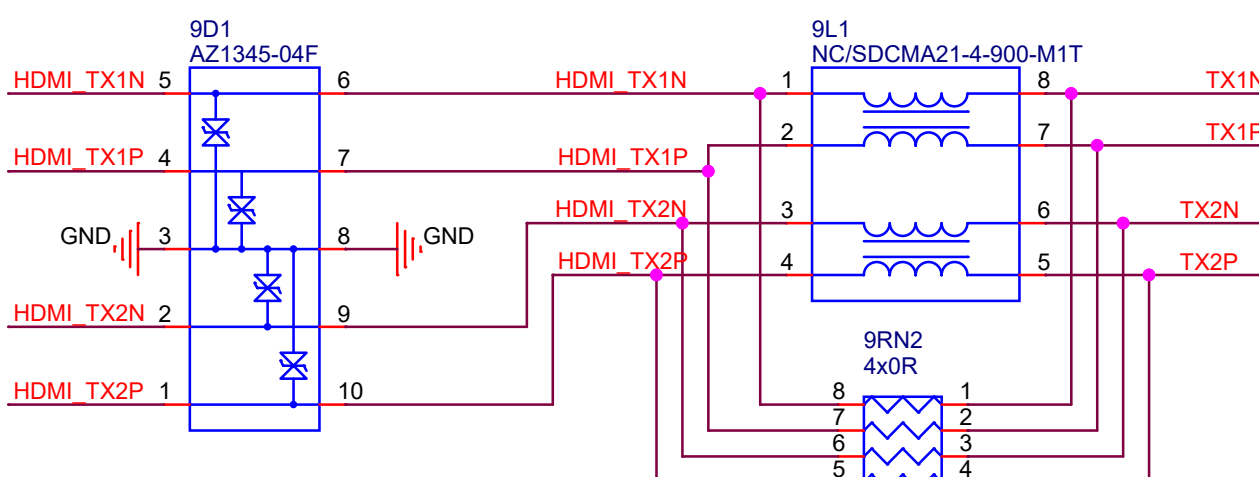 9D1
AZ1345-04F
9L1
NC/SDCMA21-4-900-M1T
HDMI_TX1N 5 6 HDMI_TX1N 1 8 TX1N
2 7 TX1P
HDMI_TX1P 4 7 HDMI_TX1P
HDMI_TX2N 3 6 TX2N
GND 3 8 GND
HDMI_TX2P 4 5 TX2P
HDMI_TX2N 2 9
9RN2
4x0R
HDMI_TX2P 1 10
8 1
7 2
6 3
5 4